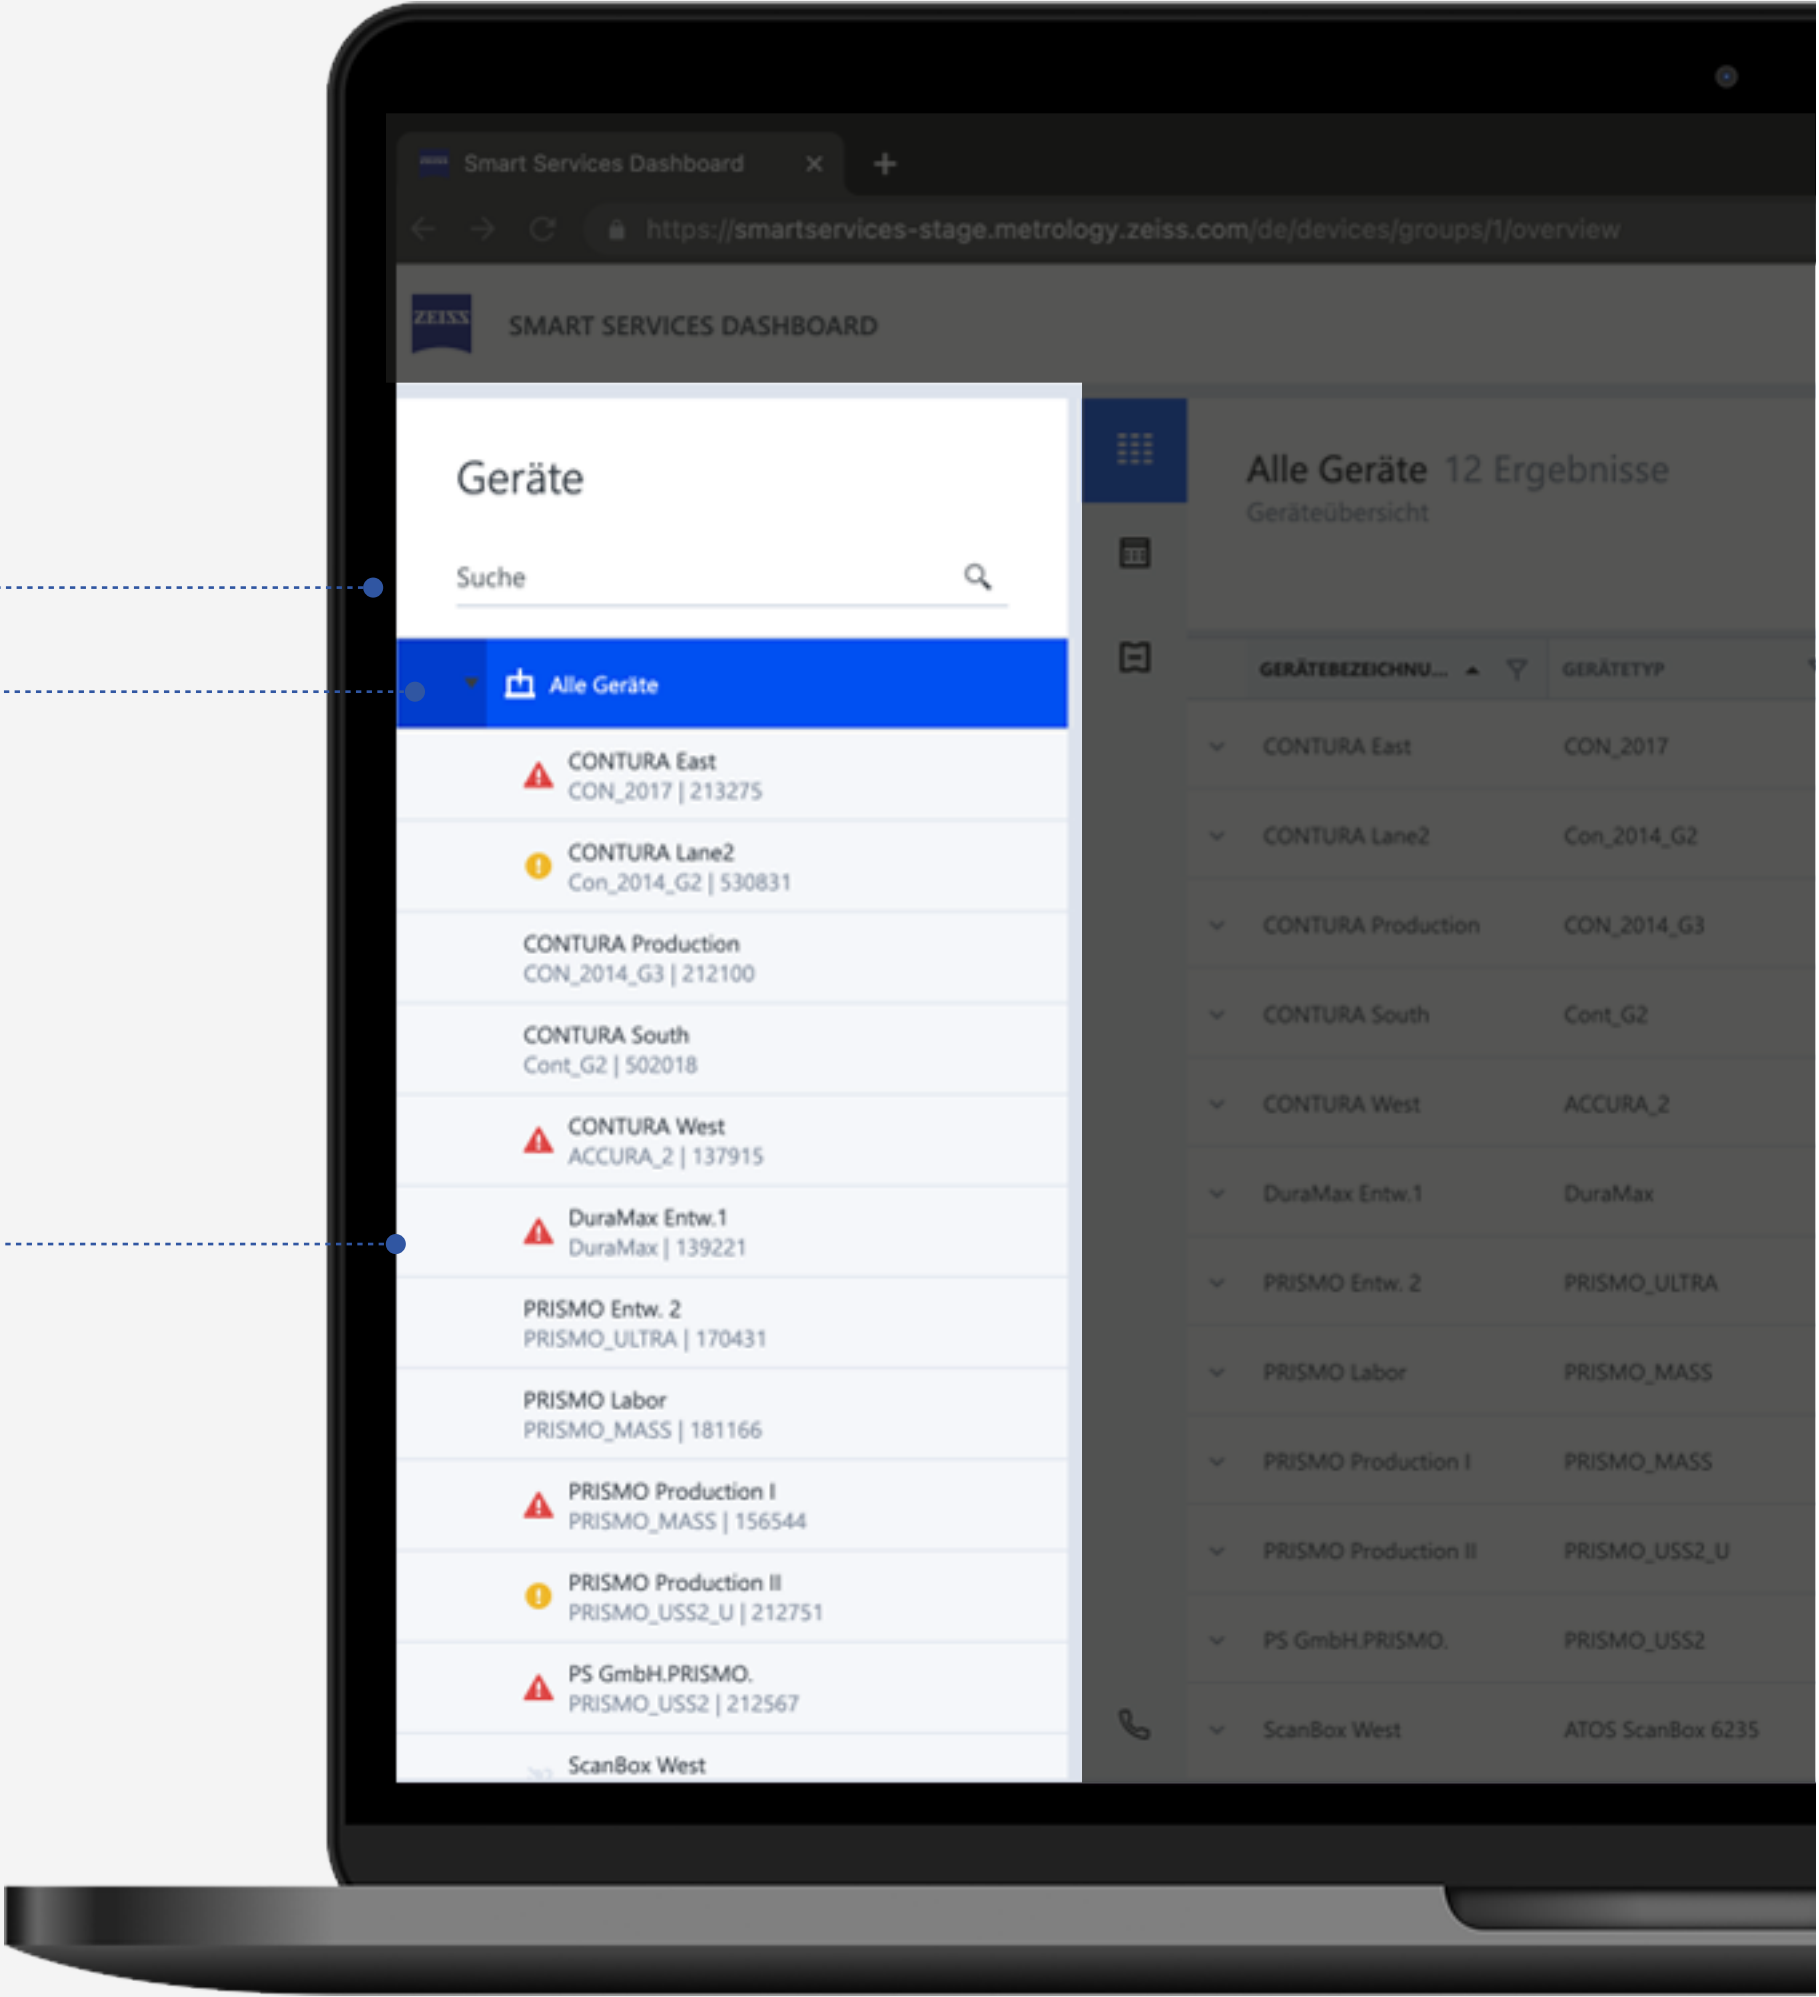 Smart Services Dashboard
https://smartservices-stage.metrology.zeiss.com/de/devices/groups/1/overview
ZEISS
SMART SERVICES DASHBOARD
Geräte
Suche
Alle Geräte
CONTURA East
CON_2017 | 213275
CONTURA Lane2
Con_2014_G2 | 530831
CONTURA Production
CON_2014_G3 | 212100
CONTURA South
Cont_G2 | 502018
CONTURA West
ACCURA_2 | 137915
DuraMax Entw.1
DuraMax | 139221
PRISMO Entw. 2
PRISMO_ULTRA | 170431
PRISMO Labor
PRISMO_MASS | 181166
PRISMO Production I
PRISMO_MASS | 156544
PRISMO Production II
PRISMO_USS2_U | 212751
PS GmbH.PRISMO.
PRISMO_USS2 | 212567
ScanBox West
Alle Geräte 12 Ergebnisse
Geräteübersicht
GERÄTEBEZEICHNU... GERÄTETYP
CONTURA East CON_2017
CONTURA Lane2 Con_2014_G2
CONTURA Production CON_2014_G3
CONTURA South Cont_G2
CONTURA West ACCURA_2
DuraMax Entw.1 DuraMax
PRISMO Entw. 2 PRISMO_ULTRA
PRISMO Labor PRISMO_MASS
PRISMO Production I PRISMO_MASS
PRISMO Production II PRISMO_USS2_U
PS GmbH.PRISMO. PRISMO_USS2
ScanBox West ATOS ScanBox 6235